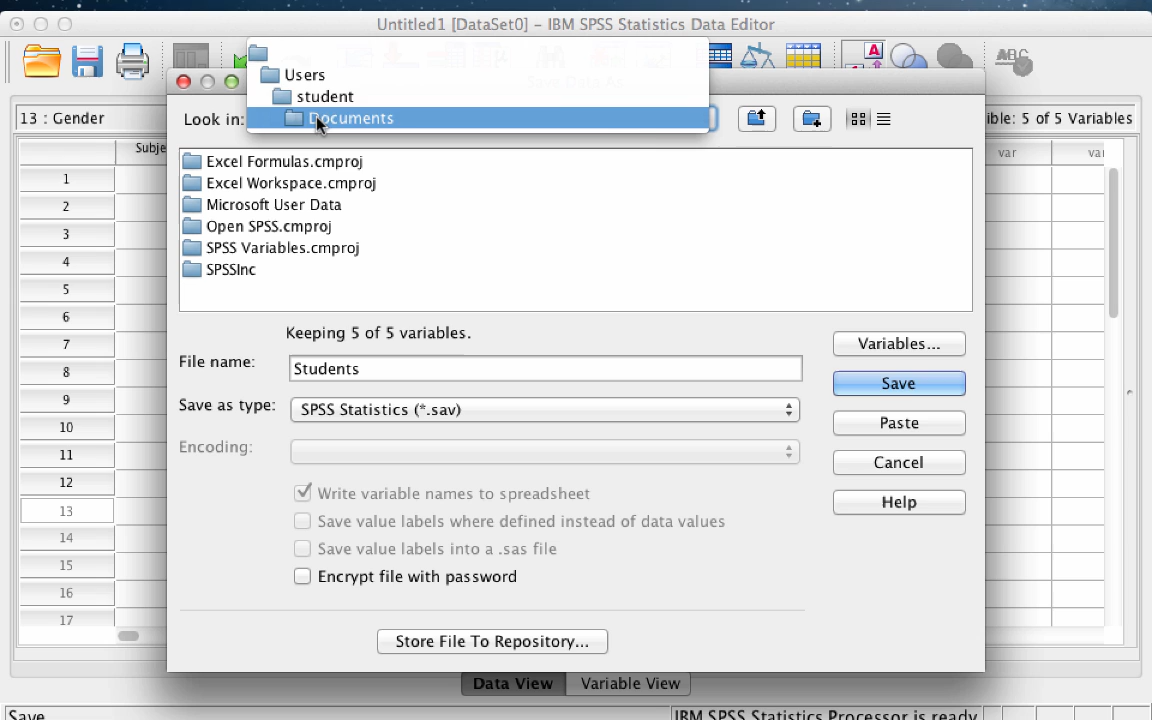 Untitled1 [DataSet0] – IBM SPSS Statistics Data Editor
A
ABC
Save Data As
Users
student
Documents
Look in:
13 : Gender
ible: 5 of 5 Variables
Subje
var
var
1
2
3
4
5
6
7
8
9
10
11
12
13
14
15
16
17
Excel Formulas.cmproj
Excel Workspace.cmproj
Microsoft User Data
Open SPSS.cmproj
SPSS Variables.cmproj
SPSSInc
Keeping 5 of 5 variables.
File name:
Students
Save as type:
SPSS Statistics (*.sav)
Encoding:
Write variable names to spreadsheet
Save value labels where defined instead of data values
Save value labels into a .sas file
Encrypt file with password
Variables...
Save
Paste
Cancel
Help
Store File To Repository...
Data View
Variable View
Save
IBM SPSS Statistics Processor is ready